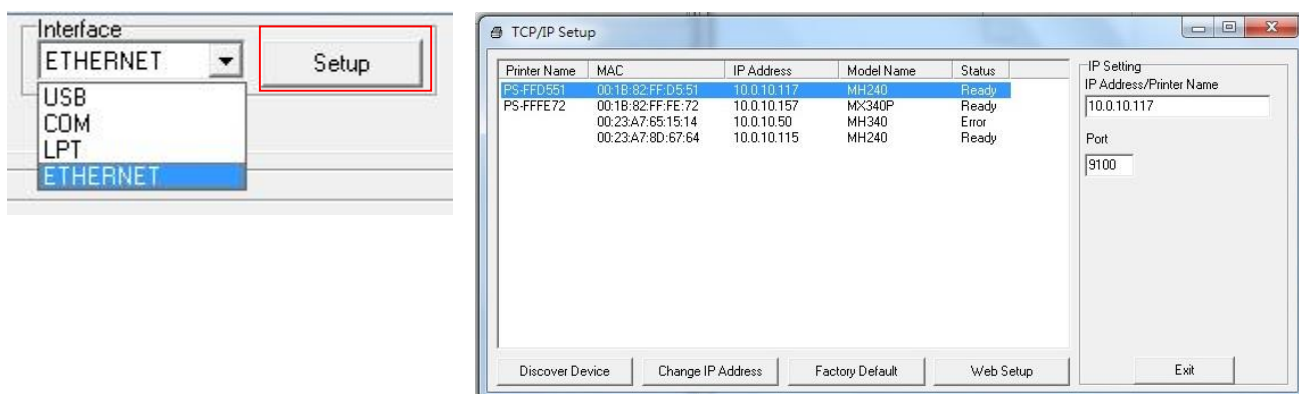 Interface
ETHERNET
Setup
USB
COM
LPT
ETHERNET
TCP/IP Setup
Printer Name MAC IP Address Model Name Status
PS-FFD551 00:1B:82:FF:D5:51 10.0.10.117 MH240 Ready
PS-FFFE72 00:1B:82:FF:FE:72 10.0.10.157 MX340P Ready
00:23:A7:65:15:14 10.0.10.50 MH340 Error
00:23:A7:8D:67:64 10.0.10.115 MH240 Ready
IP Setting
IP Address/Printer Name
10.0.10.117
Port
9100
Discover Device Change IP Address Factory Default Web Setup Exit